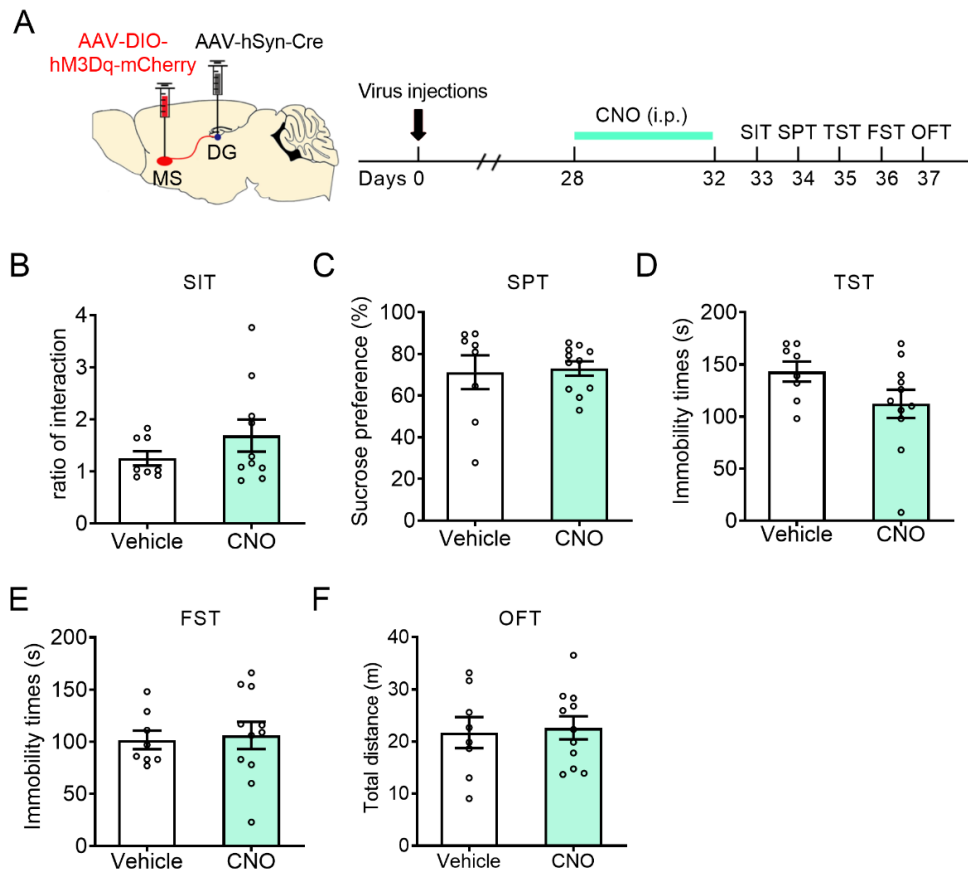 A
AAV-DIO-
hM3Dq-mCherry
AAV-hSyn-Cre
DG
MS
Virus injections
CNO (i.p.)
SIT SPT TST FST OFT
Days 0 28 32 33 34 35 36 37
B
SIT
ratio of interaction
4
3
2
1
0
Vehicle CNO
C
SPT
Sucrose preference (%)
100
80
60
40
20
0
Vehicle CNO
D
TST
Immobility times (s)
200
150
100
50
0
Vehicle CNO
E
FST
Immobility times (s)
200
150
100
50
0
Vehicle CNO
F
OFT
Total distance (m)
40
30
20
10
0
Vehicle CNO